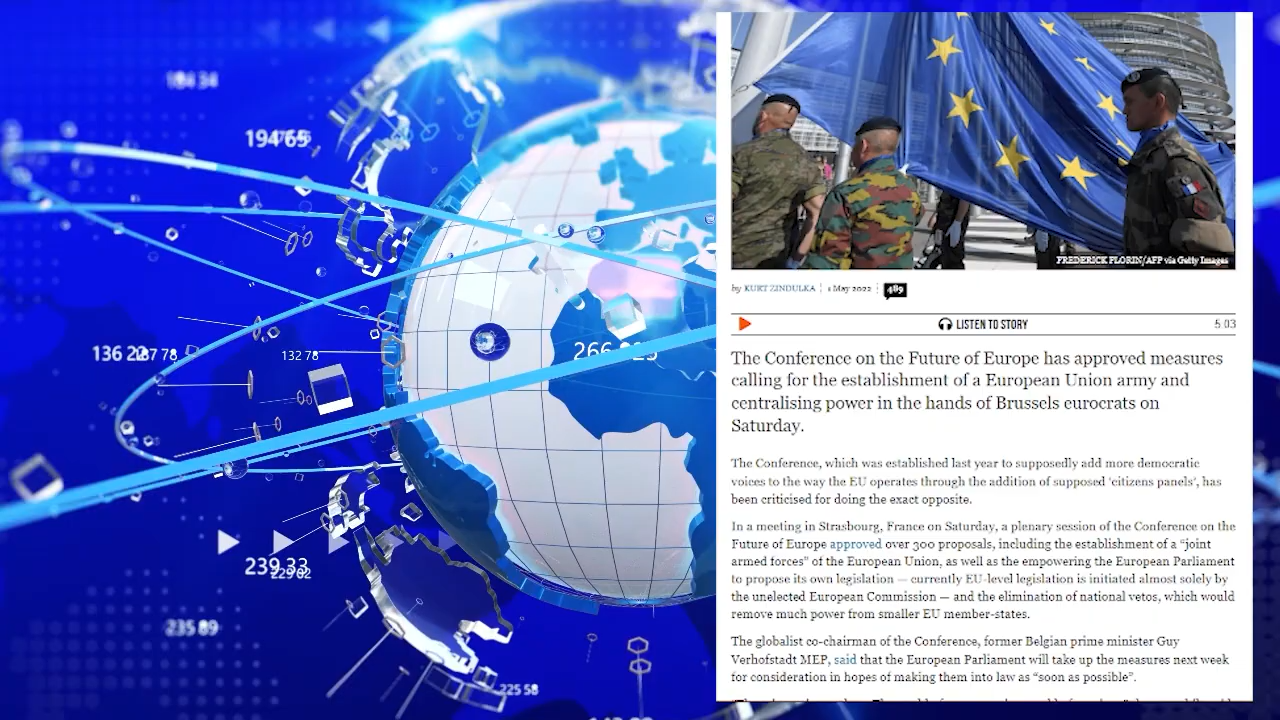 184 34
194 65
136 22
267 78
132 78
239.33
229 02
235 89
225 58
FREDERICK FLORIN/AFP via Getty Images
by KURT ZINDULKA | 1 May 2022 | 489
LISTEN TO STORY 5:03
The Conference on the Future of Europe has approved measures
calling for the establishment of a European Union army and
centralising power in the hands of Brussels eurocrats on
Saturday.
The Conference, which was established last year to supposedly add more democratic
voices to the way the EU operates through the addition of supposed ‘citizens panels’, has
been criticised for doing the exact opposite.
In a meeting in Strasbourg, France on Saturday, a plenary session of the Conference on the
Future of Europe approved over 300 proposals, including the establishment of a “joint
armed forces” of the European Union, as well as the empowering the European Parliament
to propose its own legislation — currently EU-level legislation is initiated almost solely by
the unelected European Commission — and the elimination of national vetos, which would
remove much power from smaller EU member-states.
The globalist co-chairman of the Conference, former Belgian prime minister Guy
Verhofstadt MEP, said that the European Parliament will take up the measures next week
for consideration in hopes of making them into law as “soon as possible”.